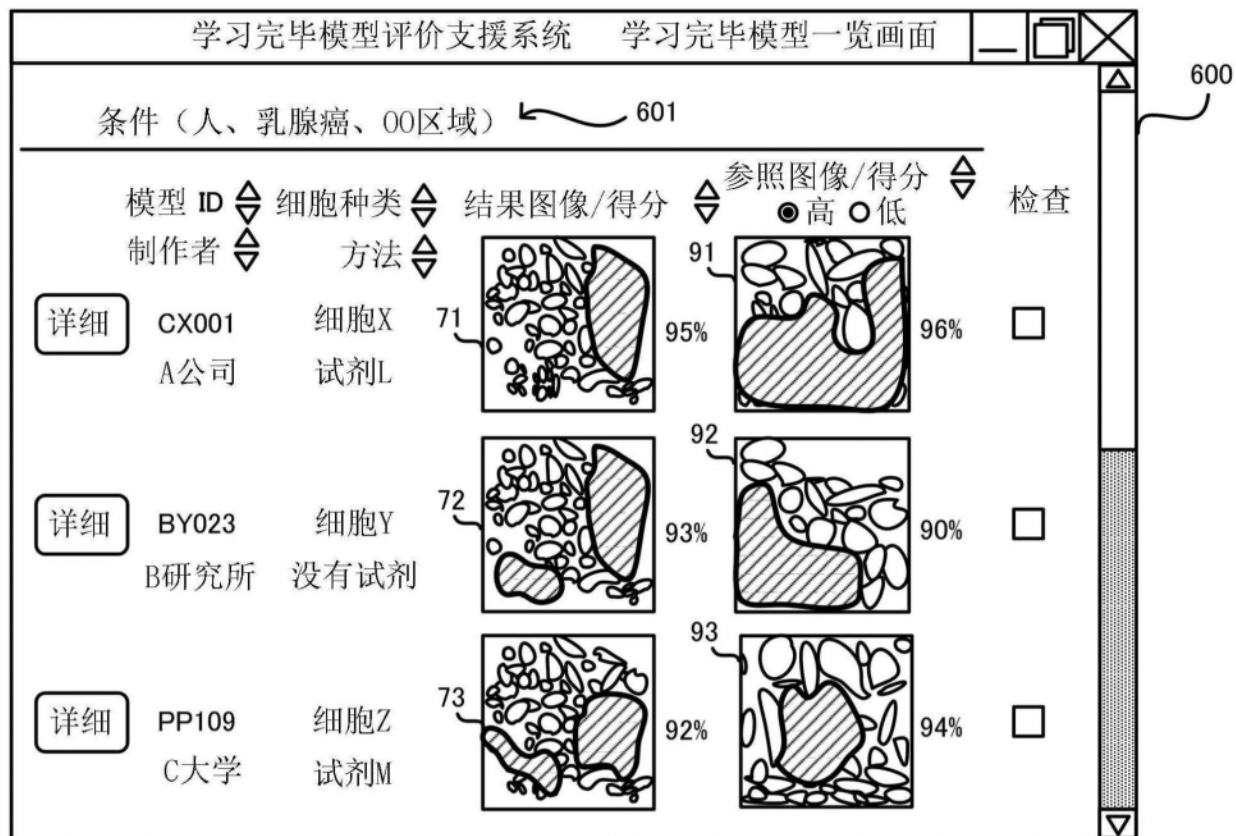 学习完毕模型评价支援系统 学习完毕模型一览画面
600
条件（人、乳腺癌、OO区域） 601
模型 ID 细胞种类 结果图像/得分 参照图像/得分 检查
制作者 方法 高 低
详细 CX001 细胞X 71 95% 91 96%
A公司 试剂L
详细 BY023 细胞Y 72 93% 92 90%
B研究所 没有试剂
详细 PP109 细胞Z 73 92% 93 94%
C大学 试剂M